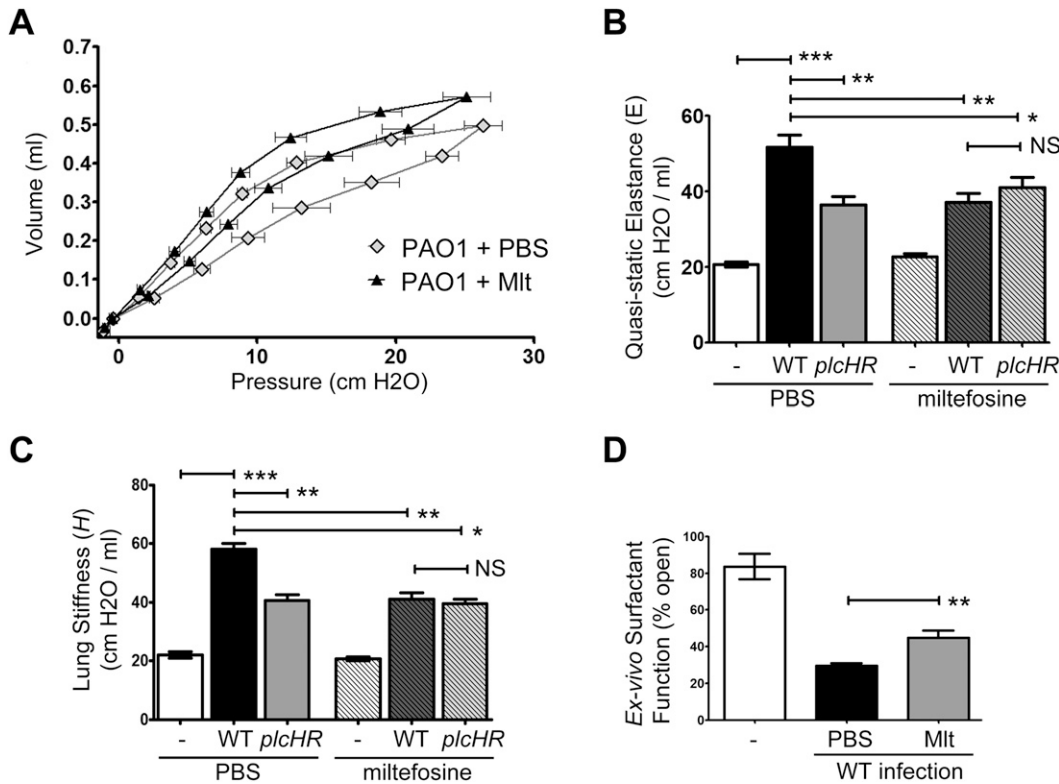 A
Volume (ml)
0.7
0.6
0.5
0.4
0.3
0.2
0.1
0.0
PAO1 + PBS
PAO1 + Mlt
0 10 20 30
Pressure (cm H2O)
B
Quasi-static Elastance (E)
(cm H2O / ml)
60
40
20
0
***
**
**
*
NS
- WT plcHR - WT plcHR
PBS miltefosine
C
Lung Stiffness (H)
(cm H2O / ml)
80
60
40
20
0
***
**
**
*
NS
- WT plcHR - WT plcHR
PBS miltefosine
D
Ex-vivo Surfactant
Function (% open)
100
80
60
40
20
0
**
- PBS Mlt
WT infection